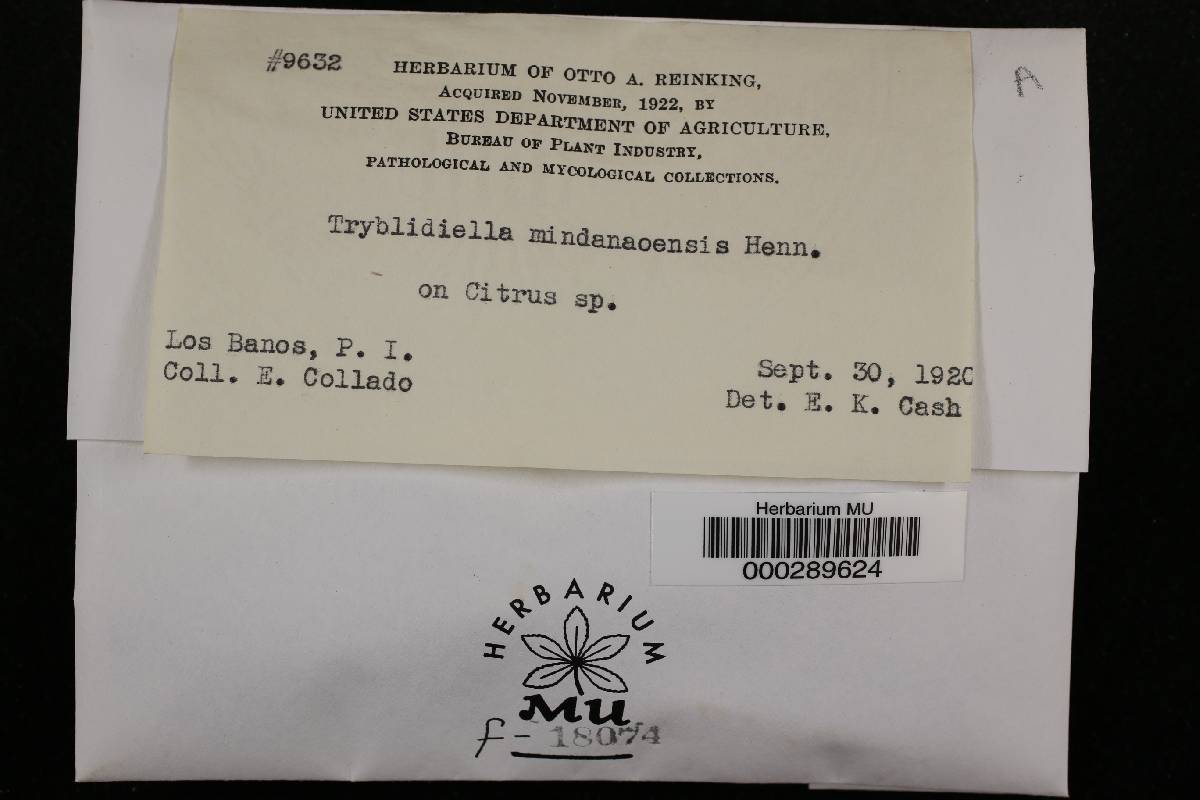 #9632
HERBARIUM OF OTTO A. REINKING,
ACQUIRED NOVEMBER, 1922, BY
UNITED STATES DEPARTMENT OF AGRICULTURE,
BUREAU OF PLANT INDUSTRY,
PATHOLOGICAL AND MYCOLOGICAL COLLECTIONS.
A
Tryblidiella mindanaoensis Henn.
on Citrus sp.
Los Banos, P. I.
Coll. E. Collado
Sept. 30, 1920
Det. E. K. Cash
Herbarium MU
000289624
HERBARIUM
MU
f - 18074